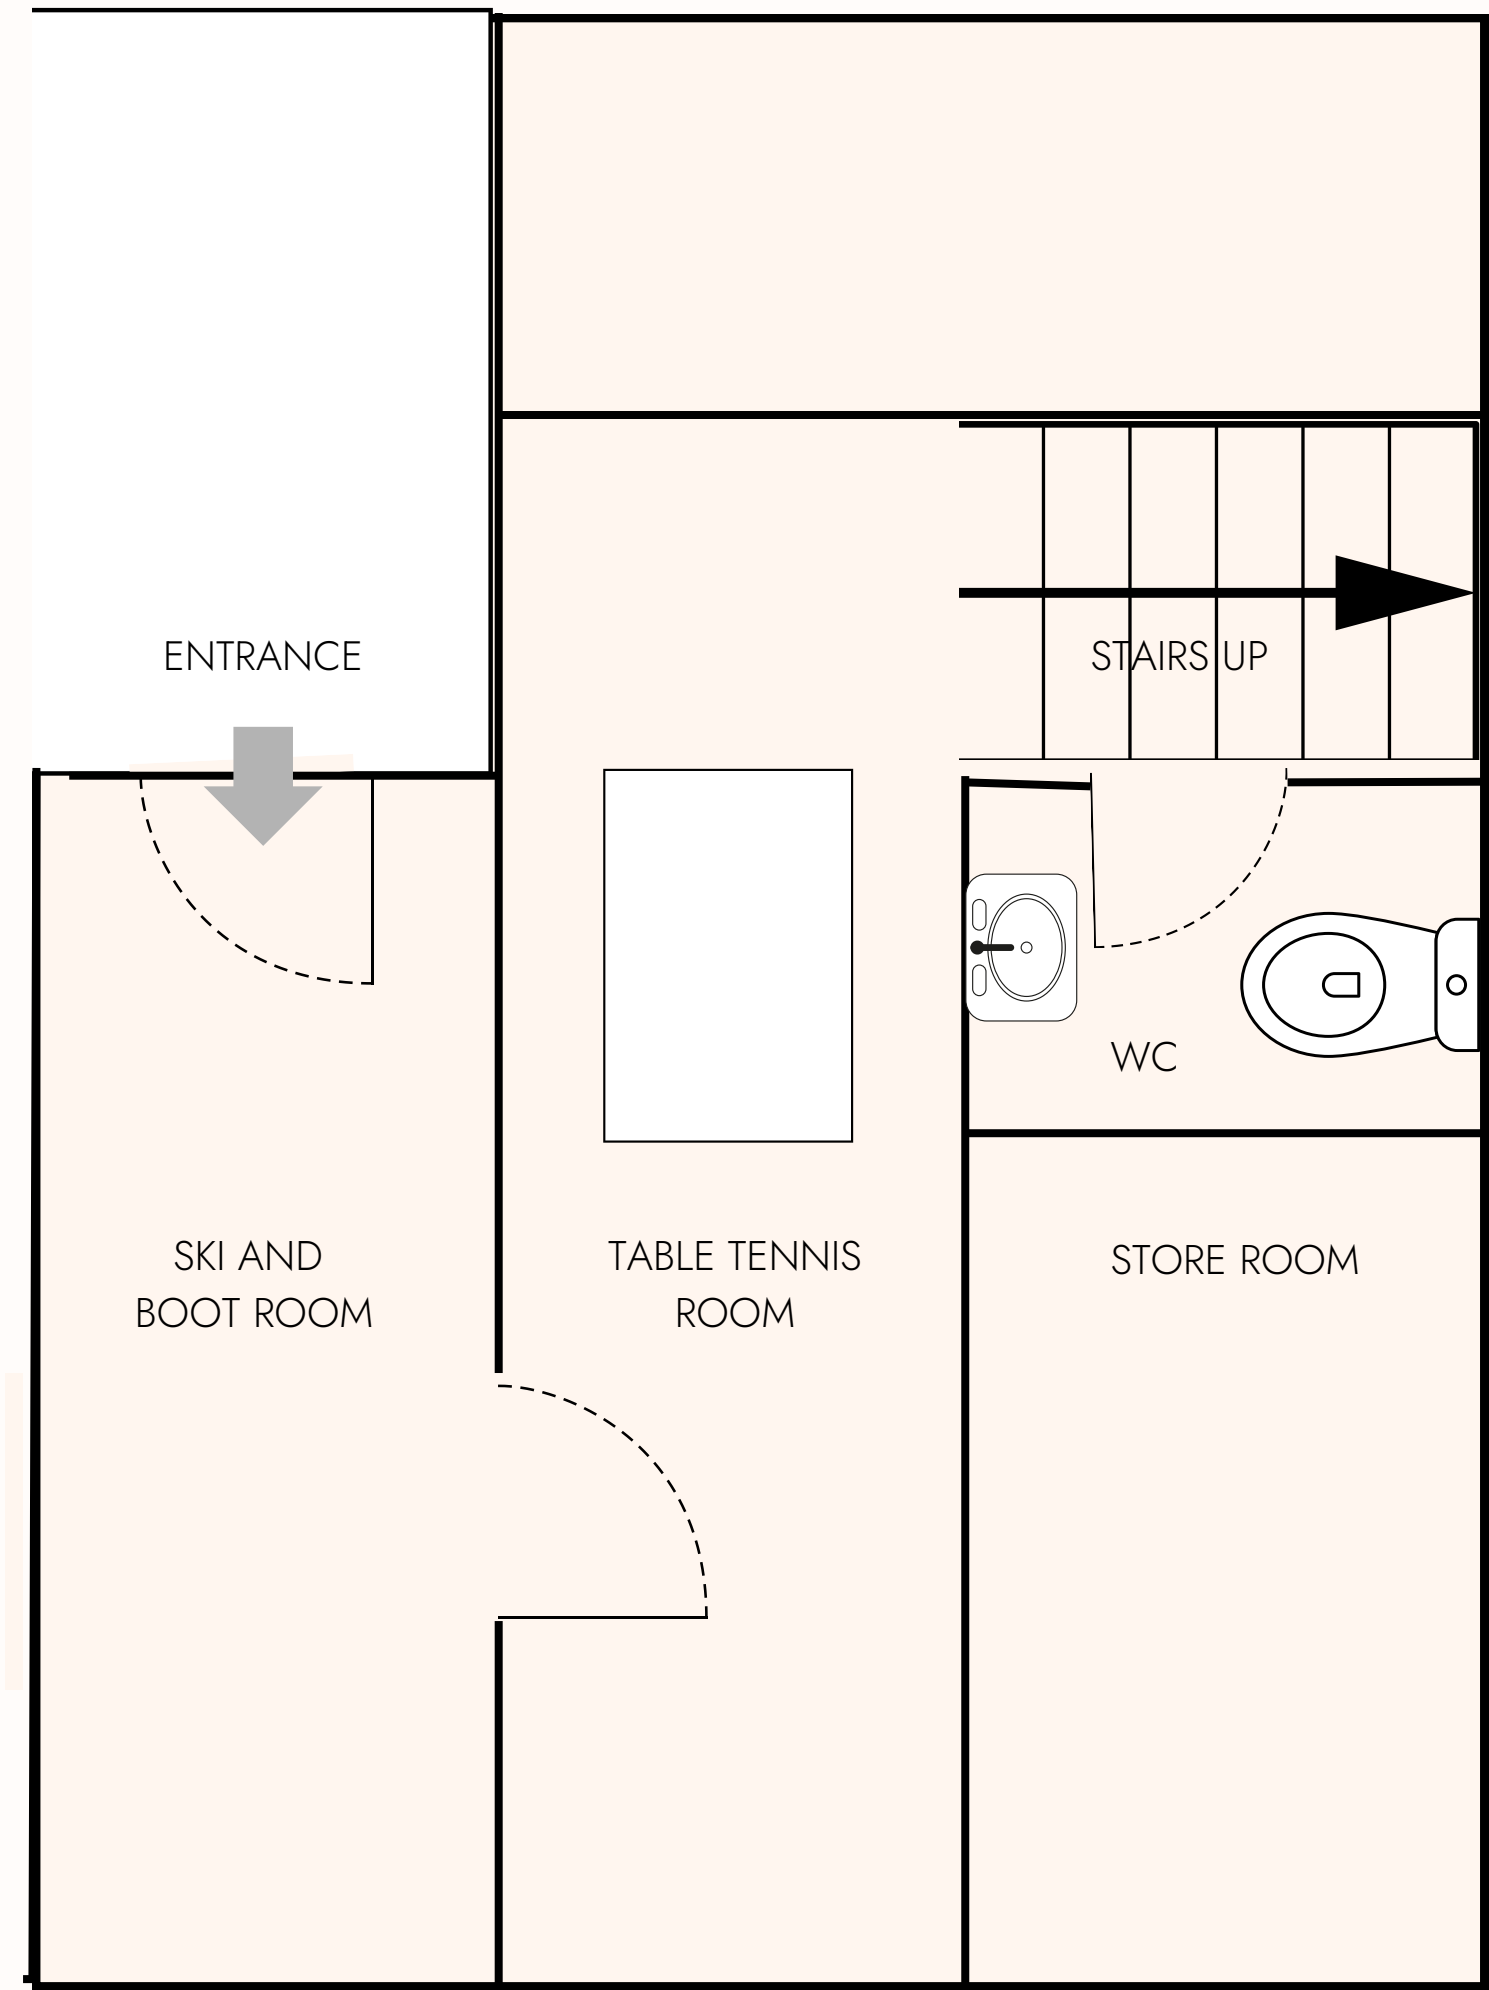 ENTRANCE
STAIRS UP
WC
SKI AND
BOOT ROOM
TABLE TENNIS
ROOM
STORE ROOM